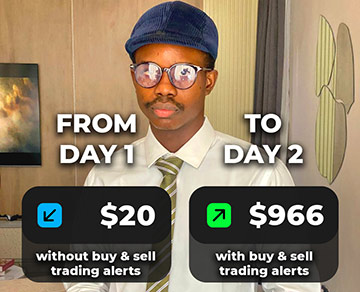 FROM
DAY 1
TO
DAY 2
$20
without buy & sell
trading alerts
$966
with buy & sell
trading alerts